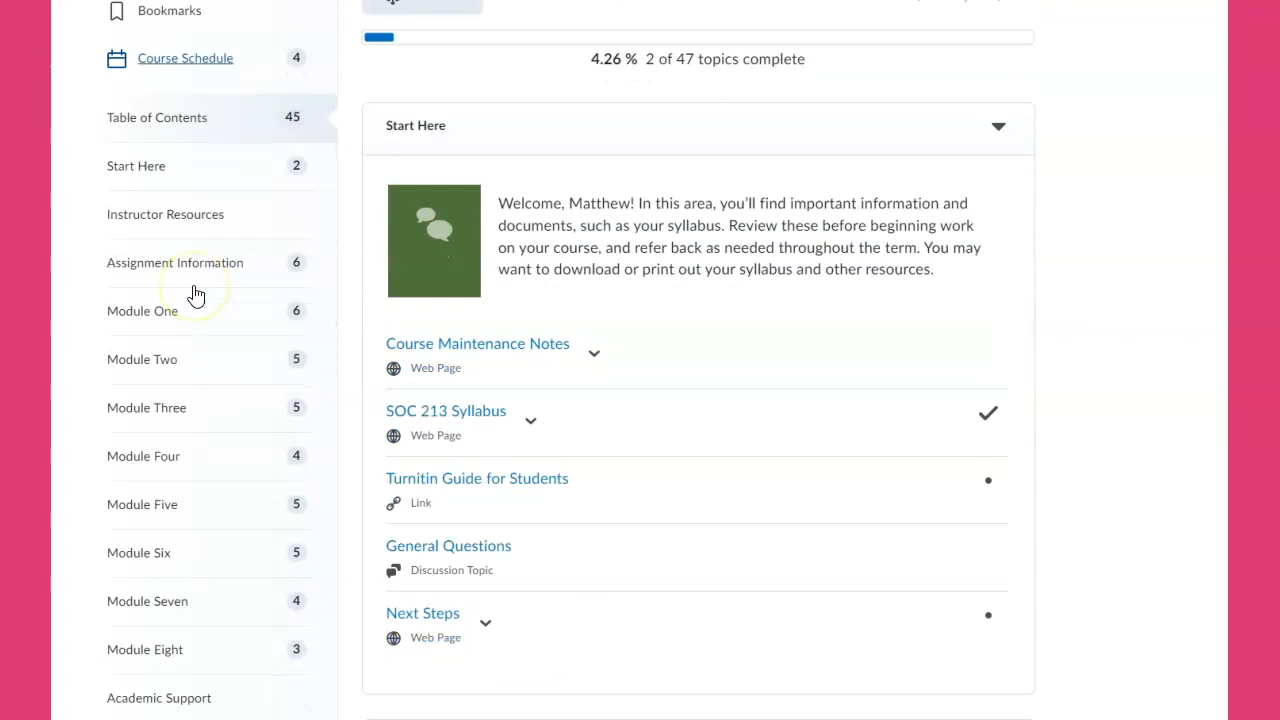 Bookmarks
Course Schedule 4
Table of Contents 45
Start Here 2
Instructor Resources
Assignment Information 6
Module One 6
Module Two 5
Module Three 5
Module Four 4
Module Five 5
Module Six 5
Module Seven 4
Module Eight 3
Academic Support
4.26 % 2 of 47 topics complete
Start Here
Welcome, Matthew! In this area, you’ll find important information and
documents, such as your syllabus. Review these before beginning work
on your course, and refer back as needed throughout the term. You may
want to download or print out your syllabus and other resources.
Course Maintenance Notes
Web Page
SOC 213 Syllabus
Web Page
Turnitin Guide for Students
Link
General Questions
Discussion Topic
Next Steps
Web Page